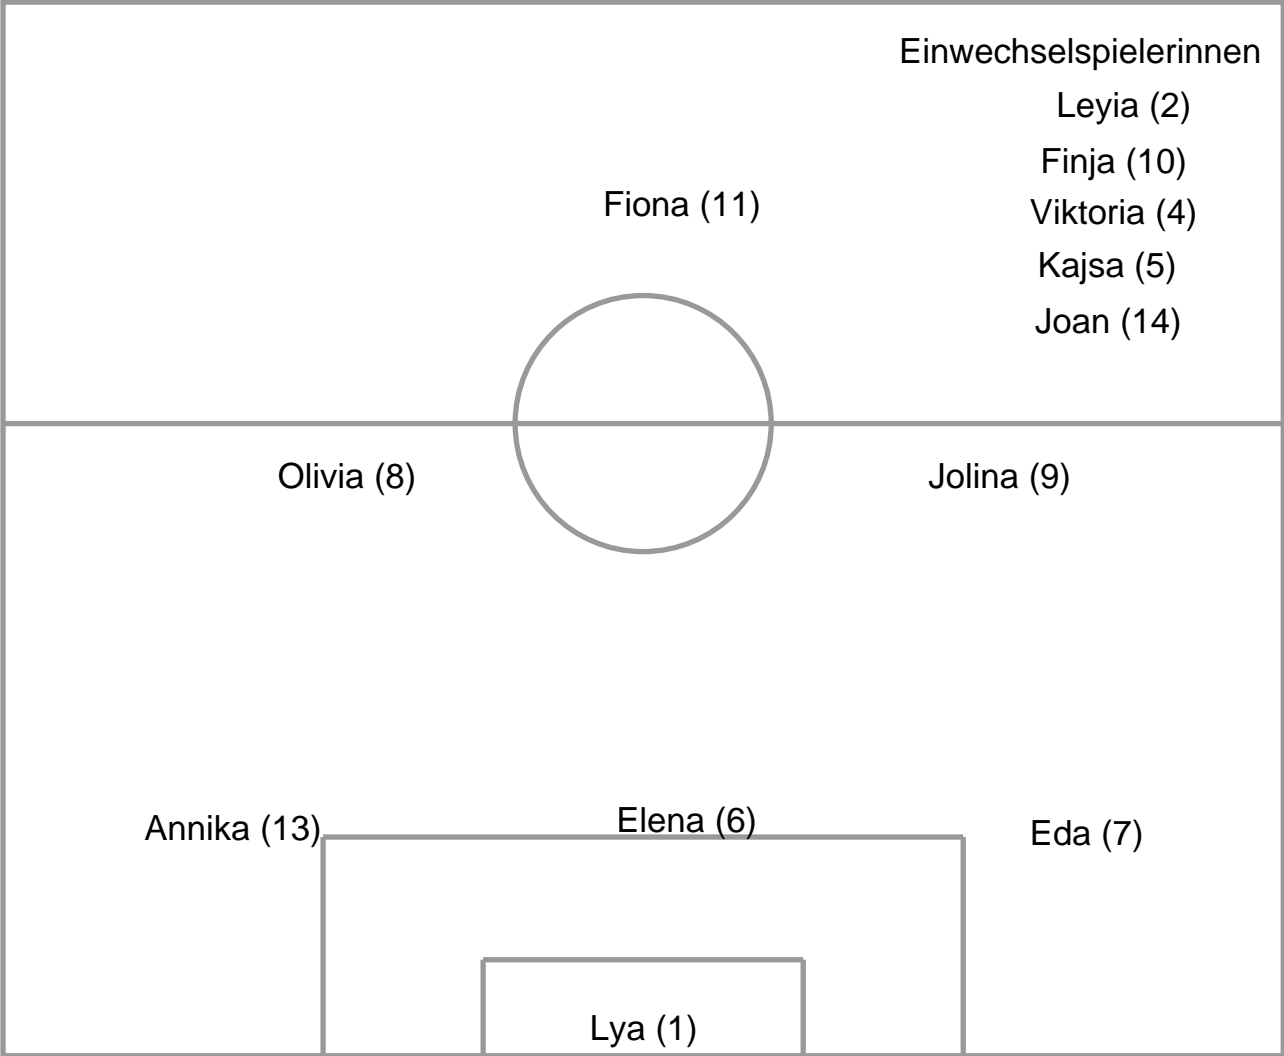 Einwechselspielerinnen
Leyia (2)
Finja (10)
Viktoria (4)
Kajsa (5)
Joan (14)
Fiona (11)
Olivia (8)
Jolina (9)
Annika (13)
Elena (6)
Eda (7)
Lya (1)